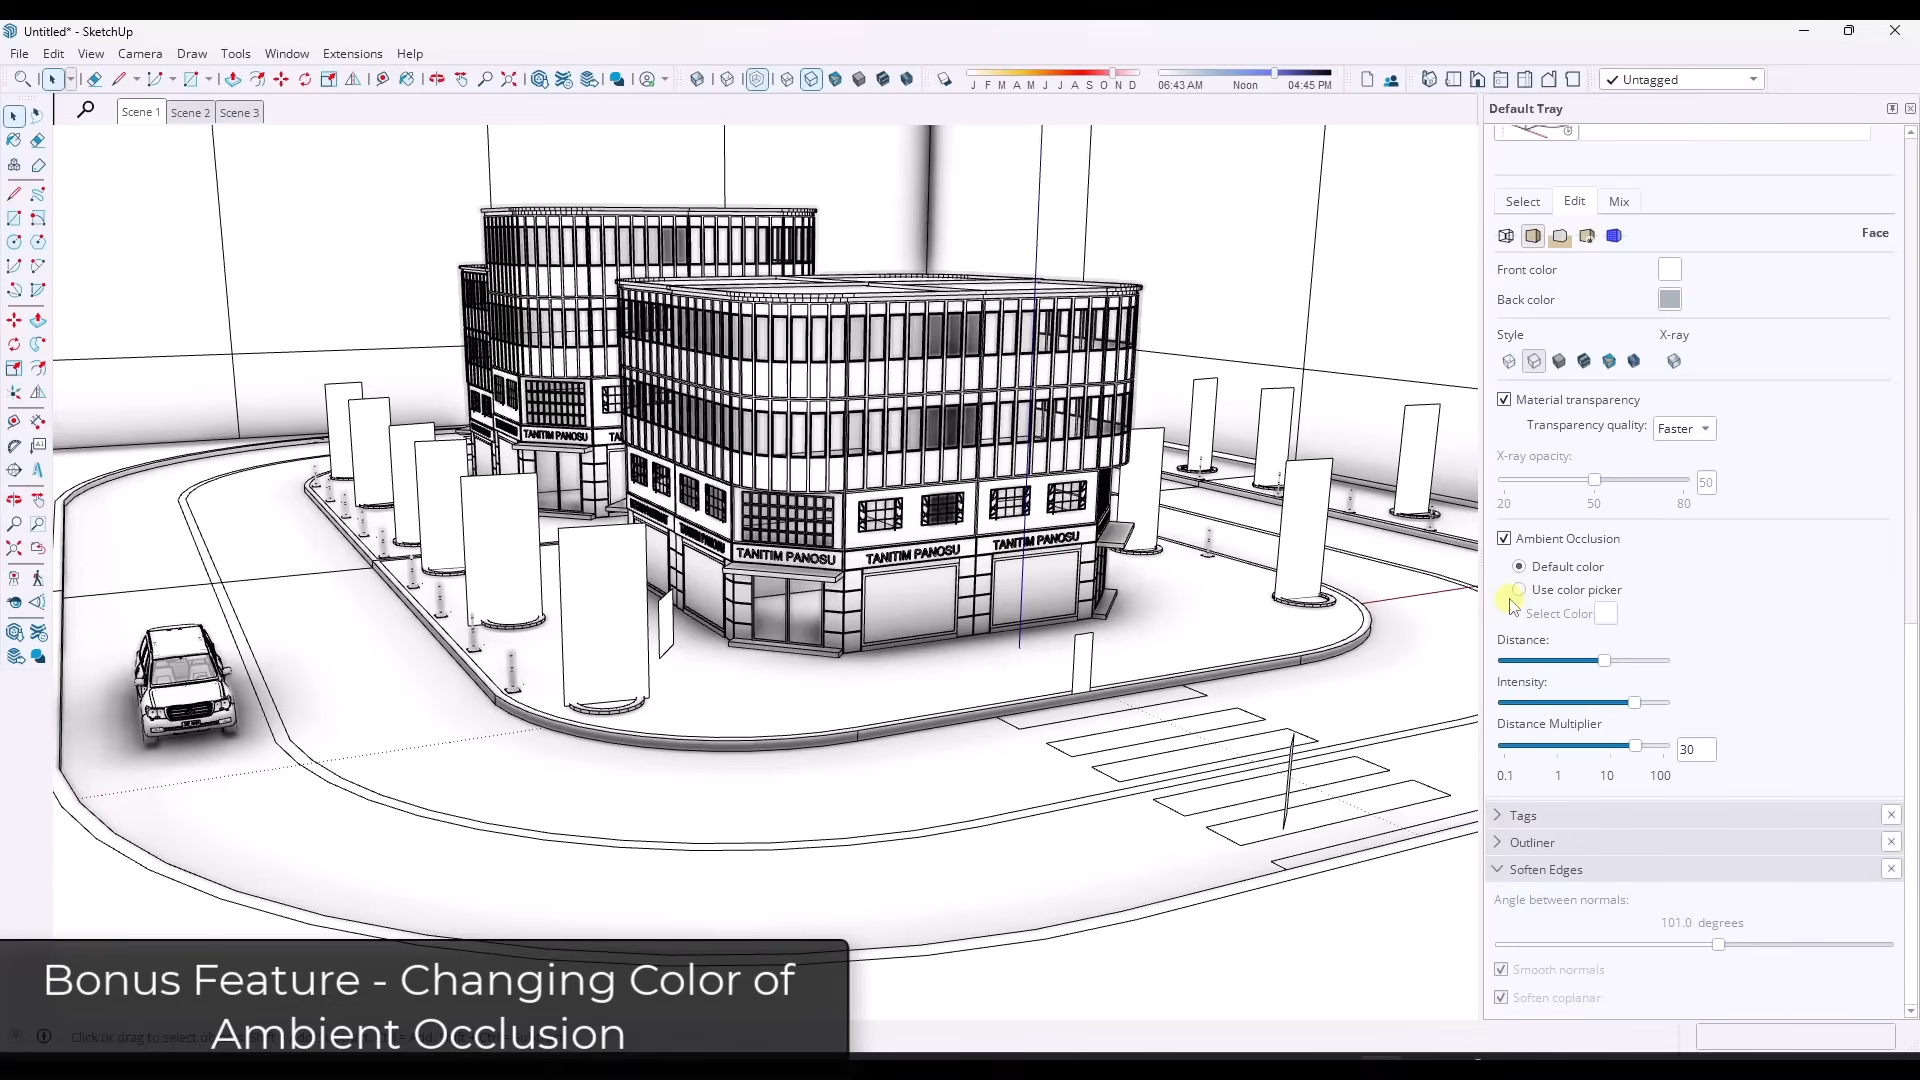 Untitled* - SketchUp
File Edit View Camera Draw Tools Window Extensions Help
J F M A M J J A S O N D
06:43 AM Noon 04:45 PM
Untagged
Scene 1 Scene 2 Scene 3
Default Tray
Select Edit Mix
Face
Front color
Back color
Style X-ray
Material transparency
Transparency quality: Faster
X-ray opacity:
50
20 50 80
Ambient Occlusion
Default color
Use color picker
Select Color
Distance:
Intensity:
Distance Multiplier
30
0.1 1 10 100
Tags
Outliner
Soften Edges
Angle between normals:
101.0 degrees
Smooth normals
Soften coplanar
TANITIM PANOSU
TANITIM PANOSU
TANITIM PANOSU
TANITIM PANOSU
Bonus Feature - Changing Color of
Ambient Occlusion
Click or drag to select